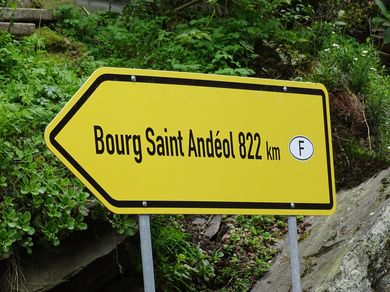 Bourg Saint Andéol 822 km F